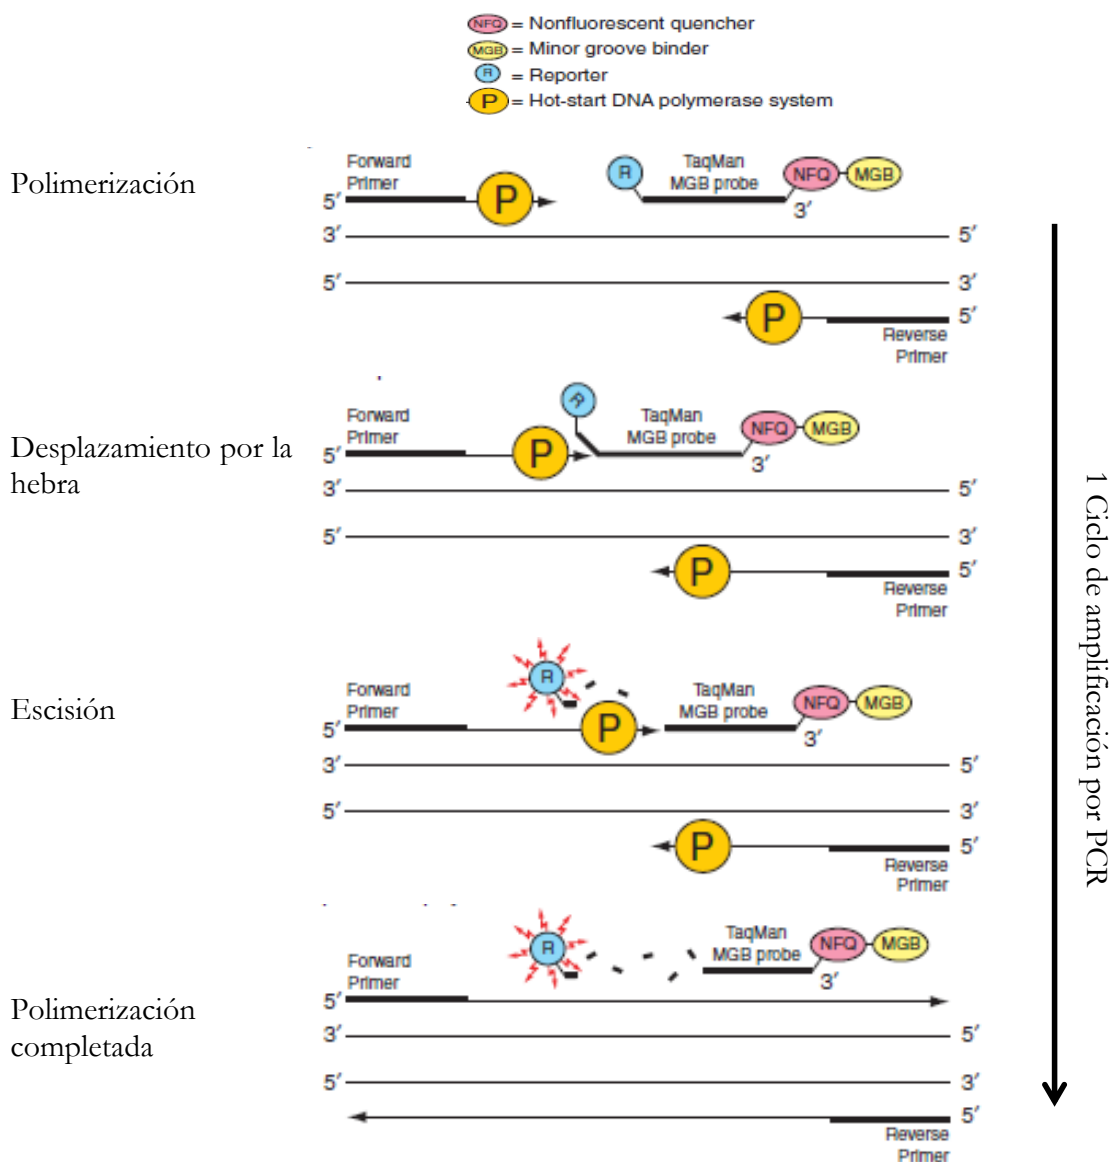 NFQ = Nonfluorescent quencher
MGB = Minor groove binder
R = Reporter
P = Hot-start DNA polymerase system
Polimerización
Forward
Primer
P
R
TaqMan
MGB probe
NFQ MGB
5′ 3′
3′ 5′
5′ 3′
P 5′
Reverse
Primer
Desplazamiento por la
hebra
Forward
Primer
P
R
TaqMan
MGB probe
NFQ MGB
5′ 3′
3′ 5′
5′ 3′
P 5′
Reverse
Primer
Escisión
Forward
Primer
R
P
TaqMan
MGB probe
NFQ MGB
5′ 3′
3′ 5′
5′ 3′
P 5′
Reverse
Primer
Polimerización
completada
Forward
Primer
R
TaqMan
MGB probe
NFQ MGB
3′
5′
3′ 5′
5′ 3′
5′
Reverse
Primer
1 Ciclo de amplificación por PCR